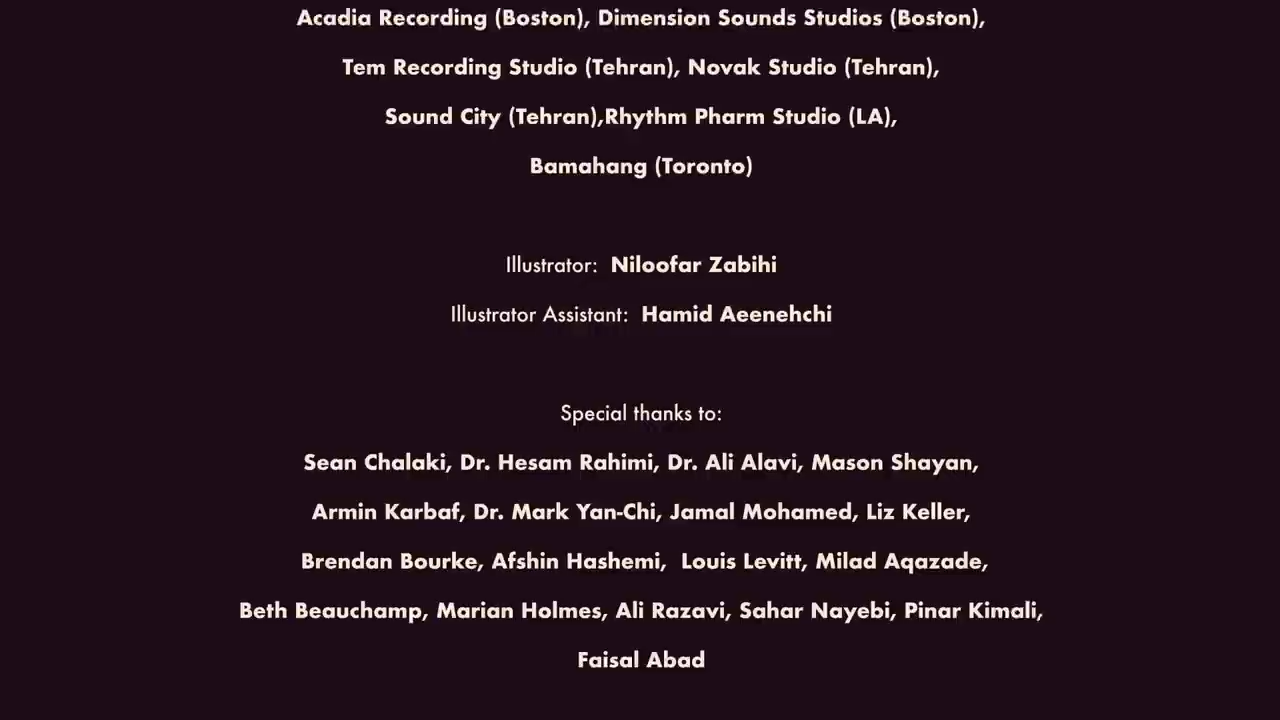 Acadia Recording (Boston), Dimension Sounds Studios (Boston),
Tem Recording Studio (Tehran), Novak Studio (Tehran),
Sound City (Tehran),Rhythm Pharm Studio (LA),
Bamahang (Toronto)
Illustrator: Niloofar Zabihi
Illustrator Assistant: Hamid Aeenehchi
Special thanks to:
Sean Chalaki, Dr. Hesam Rahimi, Dr. Ali Alavi, Mason Shayan,
Armin Karbaf, Dr. Mark Yan-Chi, Jamal Mohamed, Liz Keller,
Brendan Bourke, Afshin Hashemi, Louis Levitt, Milad Aqazade,
Beth Beauchamp, Marian Holmes, Ali Razavi, Sahar Nayebi, Pinar Kimali,
Faisal Abad